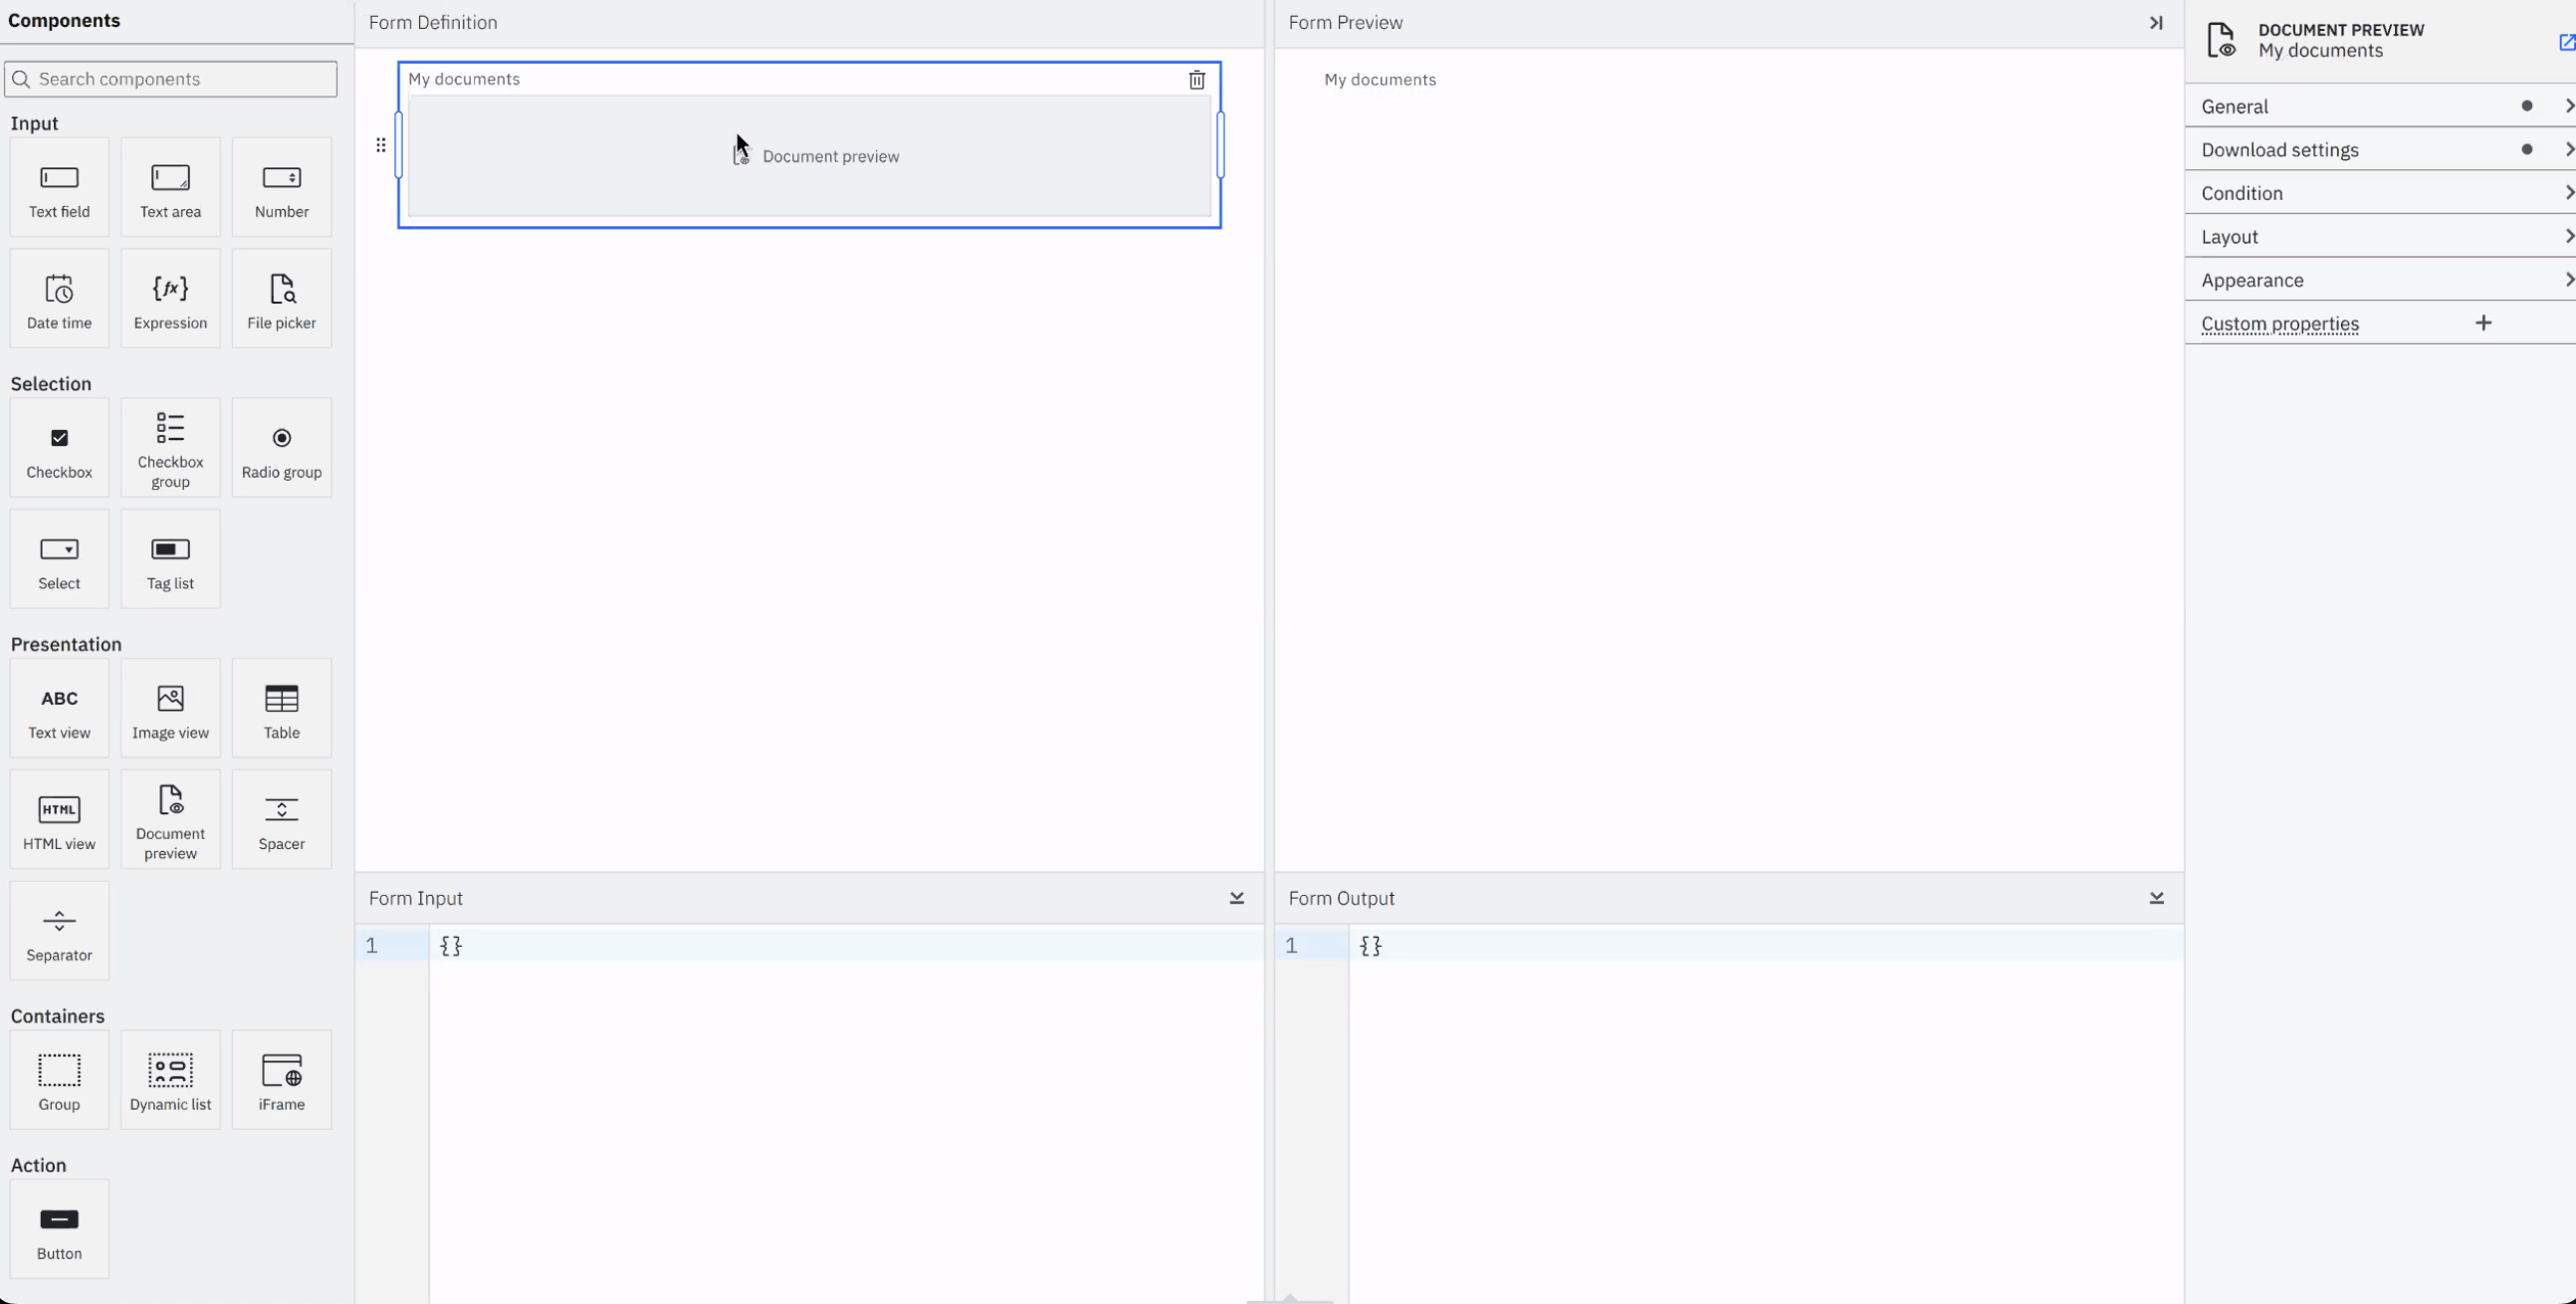 Components
Search components
Input
Text field
Text area
Number
Date time
{fx}
Expression
File picker
Selection
Checkbox
Checkbox
group
Radio group
Select
Tag list
Presentation
ABC
Text view
Image view
Table
HTML
HTML view
Document
preview
Spacer
Separator
Containers
Group
Dynamic list
iFrame
Action
Button
Form Definition
My documents
Document preview
Form Input
1
{}
Form Preview
My documents
Form Output
1
{}
DOCUMENT PREVIEW
My documents
General
Download settings
Condition
Layout
Appearance
Custom properties